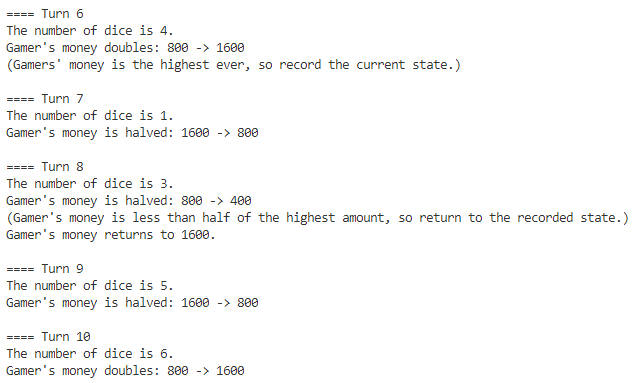 ==== Turn 6
The number of dice is 4.
Gamer's money doubles: 800 -> 1600
(Gamers' money is the highest ever, so record the current state.)
==== Turn 7
The number of dice is 1.
Gamer's money is halved: 1600 -> 800
==== Turn 8
The number of dice is 3.
Gamer's money is halved: 800 -> 400
(Gamer's money is less than half of the highest amount, so return to the recorded state.)
Gamer's money returns to 1600.
==== Turn 9
The number of dice is 5.
Gamer's money is halved: 1600 -> 800
==== Turn 10
The number of dice is 6.
Gamer's money doubles: 800 -> 1600